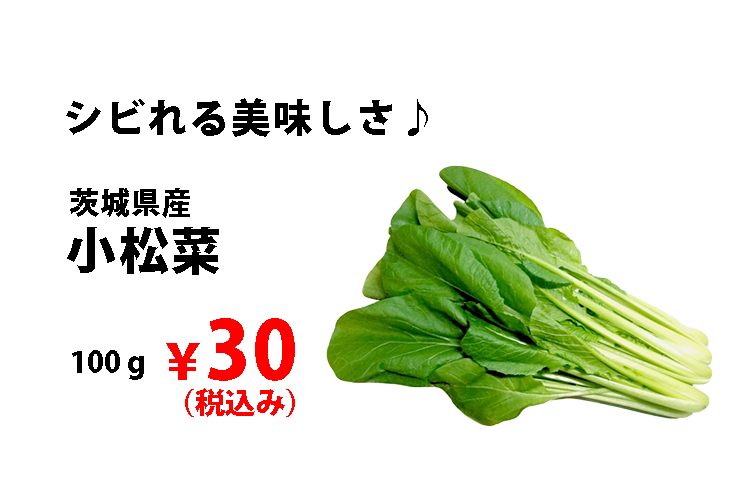 シビれる美味しさ♪
茨城県産
小松菜
100g ¥30
(税込み)